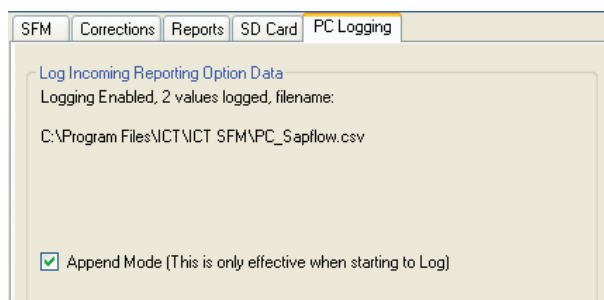 SFM Corrections Reports SD Card PC Logging
Log Incoming Reporting Option Data
Logging Enabled, 2 values logged, filename:
C:\Program Files\ICT\ICT SFM\PC_Sapflow.csv
Append Mode (This is only effective when starting to Log)